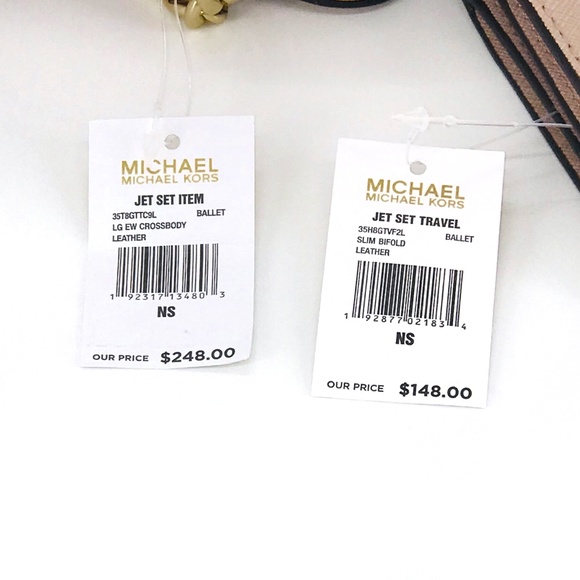 MICHAEL
MICHAEL KORS
JET SET ITEM
35T8GTTC9L BALLET
LG EW CROSSBODY
LEATHER
1 92317 13480 3
NS
OUR PRICE $248.00
MICHAEL
MICHAEL KORS
JET SET TRAVEL
35H8GTVF2L BALLET
SLIM BIFOLD
LEATHER
1 92877 02183 4
NS
OUR PRICE $148.00